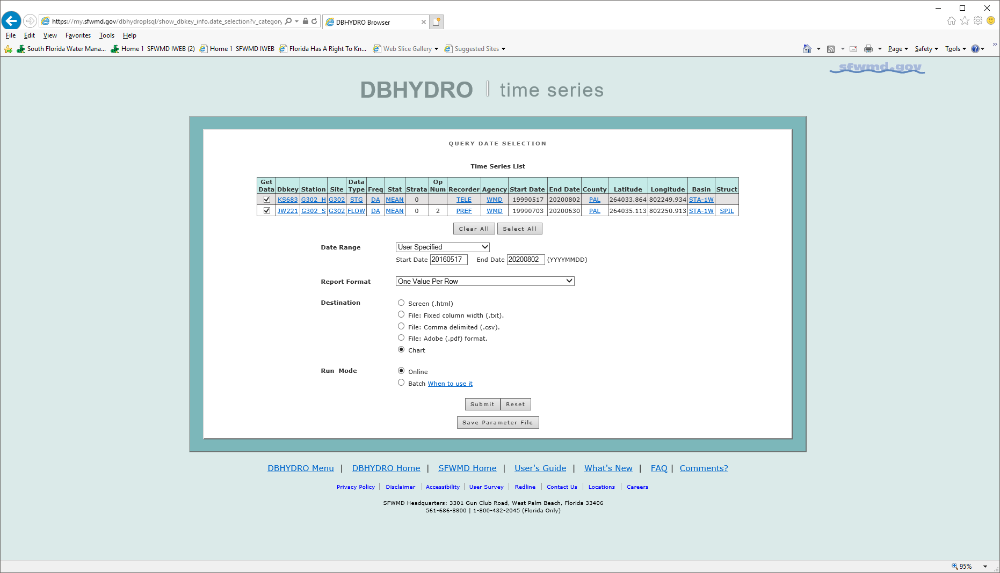 https://my.sfwmd.gov/dbhydroplsql/show_dbkey_info.date_selection?v_category
DBHYDRO Browser
File Edit View Favorites Tools Help
South Florida Water Mana... Home 1 SFWMD IWEB (2) Home 1 SFWMD IWEB Florida Has A Right To Kn... Web Slice Gallery Suggested Sites Page Safety Tools
sfwmd.gov
DBHYDRO | time series
QUERY DATE SELECTION
Time Series List
Get Data Dbkey Station Site Data Type Freq Stat Strata Op Num Recorder Agency Start Date End Date County Latitude Longitude Basin Struct
KS683 G302_H G302 STG DA MEAN 0 TELE WMD 19990517 20200802 PAL 264033.864 802249.934 STA-1W
JW221 G302_S G302 FLOW DA MEAN 0 2 PREF WMD 19990703 20200630 PAL 264035.113 802250.913 STA-1W SPIL
Clear All Select All
Date Range User Specified
Start Date 20160517 End Date 20200802 (YYYYMMDD)
Report Format One Value Per Row
Destination Screen (.html)
File: Fixed column width (.txt).
File: Comma delimited (.csv).
File: Adobe (.pdf) format.
Chart
Run Mode Online
Batch When to use it
Submit Reset
Save Parameter File
DBHYDRO Menu | DBHYDRO Home | SFWMD Home | User's Guide | What's New | FAQ | Comments?
Privacy Policy | Disclaimer | Accessibility | User Survey | Redline | Contact Us | Locations | Careers
SFWMD Headquarters: 3301 Gun Club Road, West Palm Beach, Florida 33406
561-686-8800 | 1-800-432-2045 (Florida Only)
95%